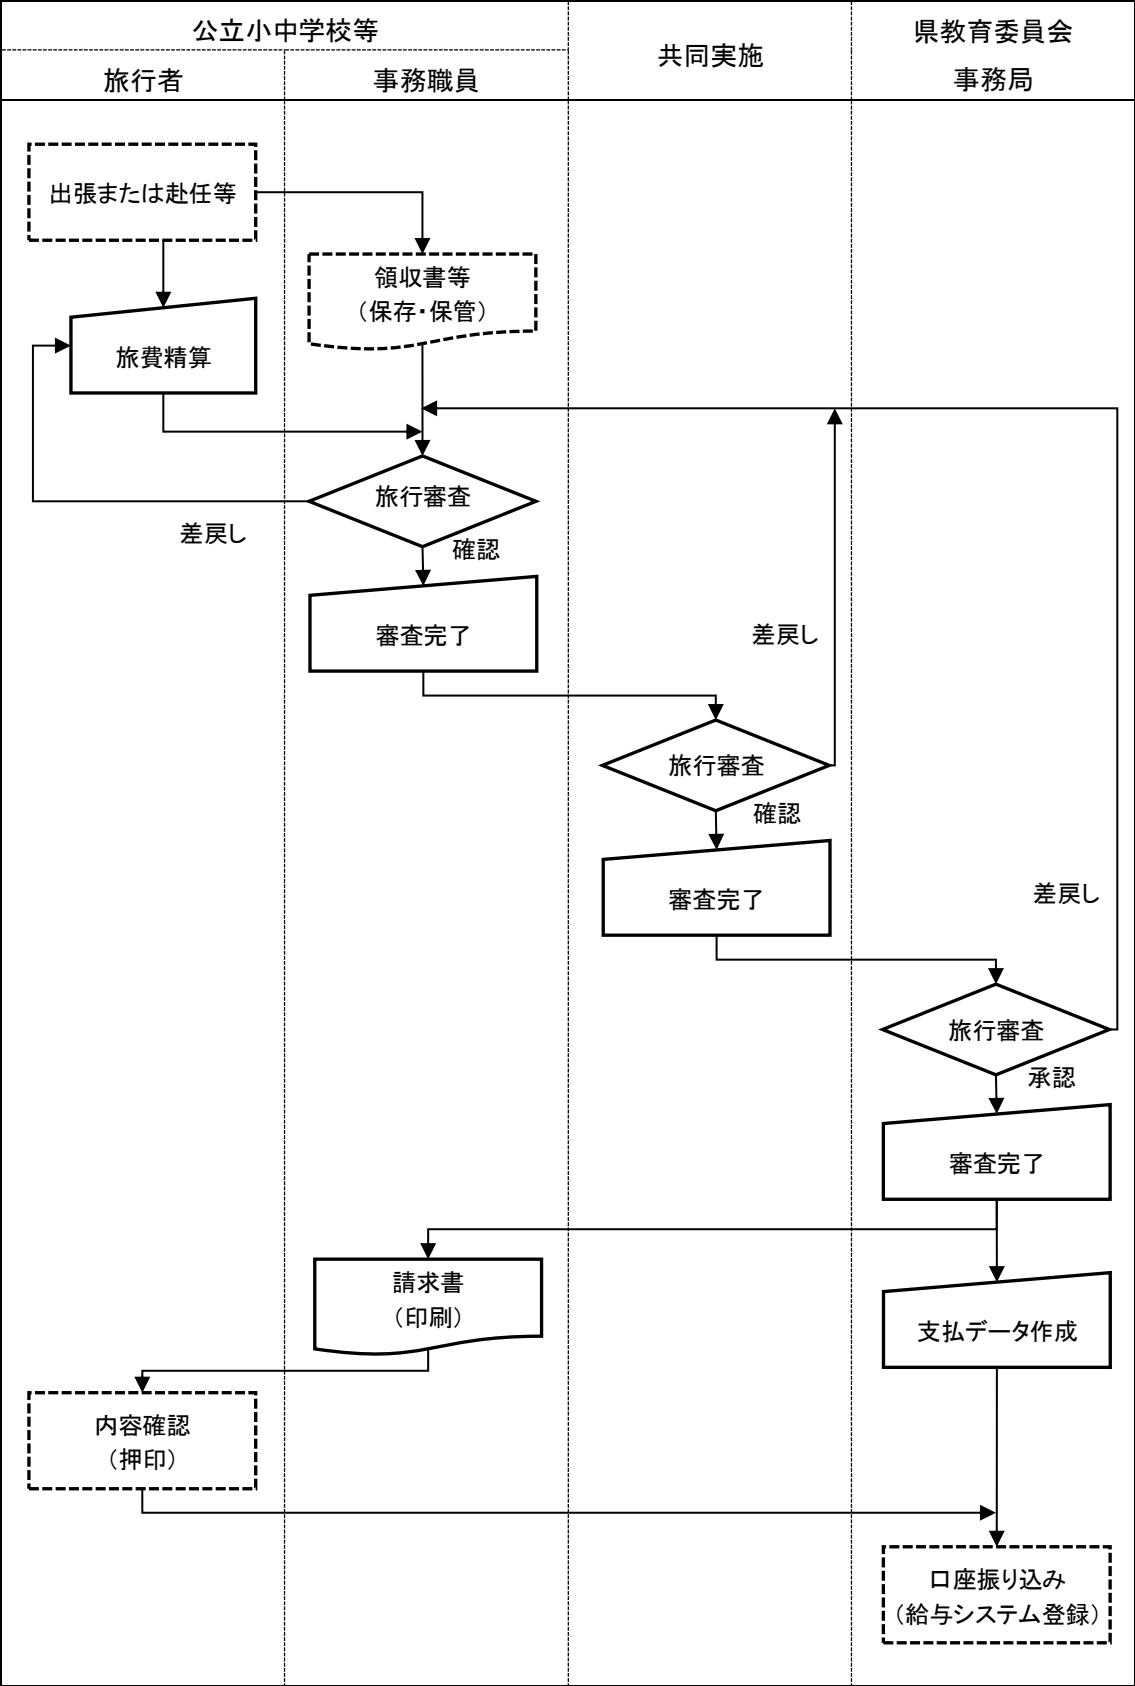 公立小中学校等
共同実施
県教育委員会
事務局
旅行者
事務職員
出張または赴任等
領収書等
（保存・保管）
旅費精算
旅行審査
差戻し
確認
審査完了
差戻し
旅行審査
確認
審査完了
差戻し
旅行審査
承認
審査完了
請求書
（印刷）
支払データ作成
内容確認
（押印）
口座振り込み
（給与システム登録）